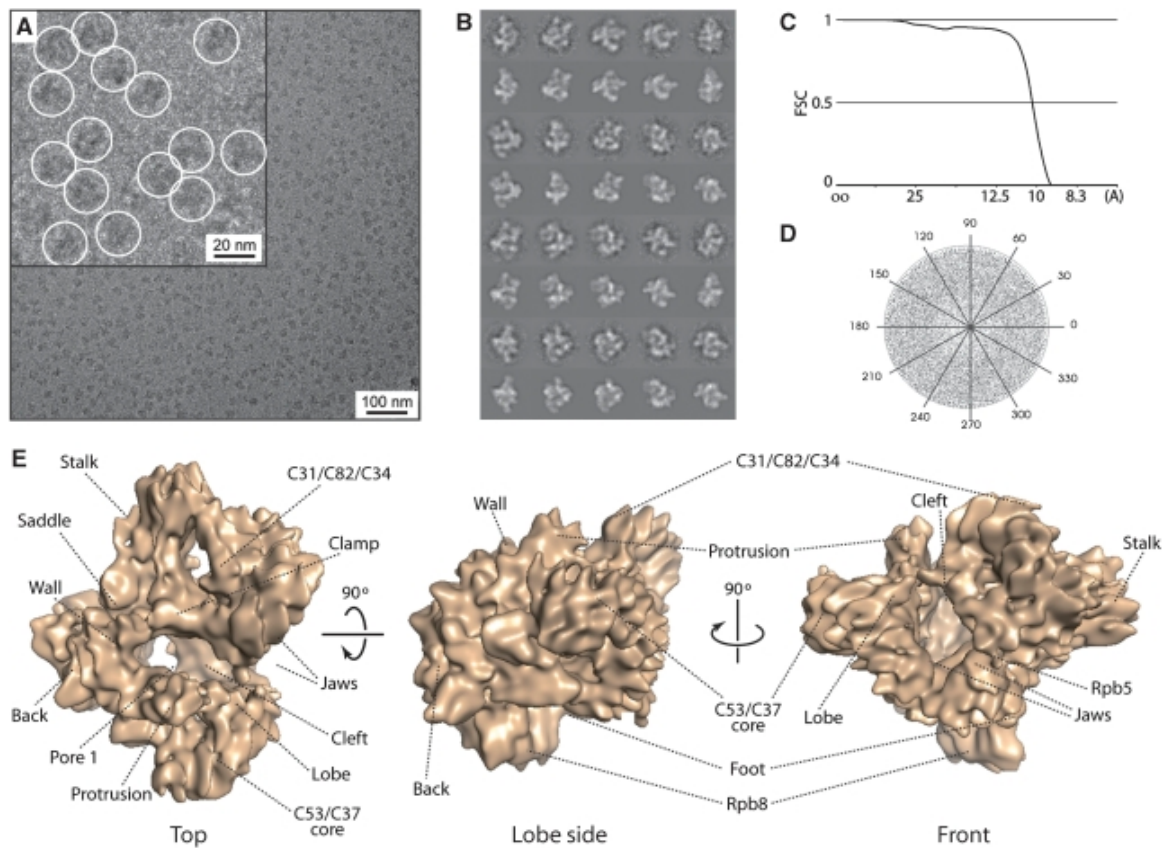 A
20 nm
100 nm
B
C
1
FSC
0.5
0
oo 25 12.5 10 8.3 (A)
D
90
120 60
150 30
180 0
210 330
240 300
270
E
Stalk
C31/C82/C34
Saddle
Clamp
Wall
90º
Jaws
Back
Cleft
Pore 1
Lobe
Protrusion
C53/C37
core
Top
C31/C82/C34
Wall
Protrusion
90º
C53/C37
core
Back
Foot
Rpb8
Lobe side
Cleft
Stalk
Rpb5
Lobe
Jaws
Front